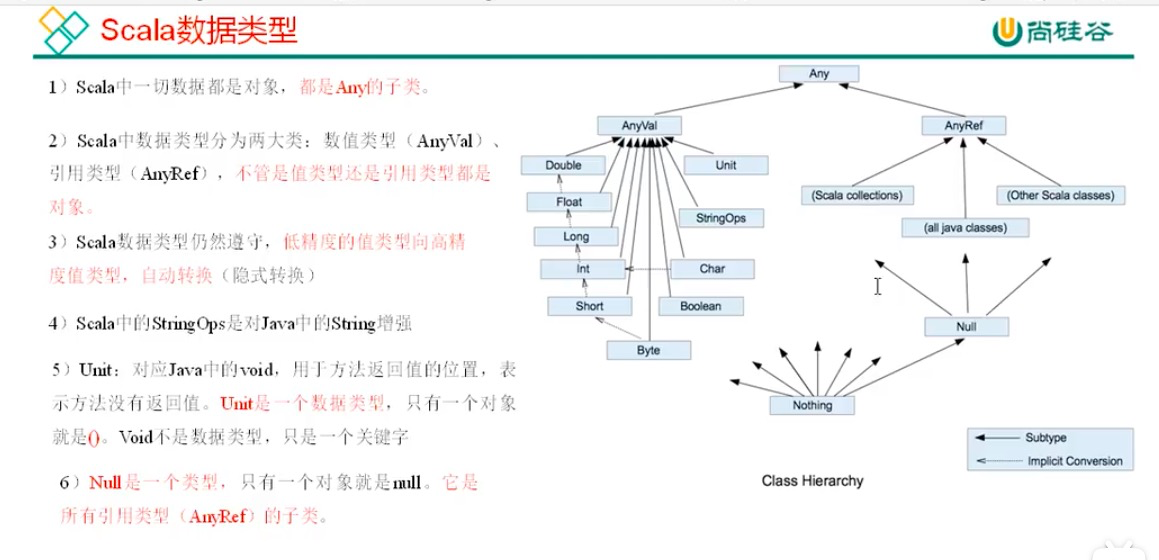 Scala数据类型
尚硅谷
1）Scala中一切数据都是对象，都是Any的子类。
2）Scala中数据类型分为两大类：数值类型（AnyVal）、
引用类型（AnyRef），不管是值类型还是引用类型都是
对象。
3）Scala数据类型仍然遵守，低精度的值类型向高精
度值类型，自动转换（隐式转换）
4）Scala中的StringOps是对Java中的String增强
5）Unit：对应Java中的void，用于方法返回值的位置，表
示方法没有返回值。Unit是一个数据类型，只有一个对象
就是()。Void不是数据类型，只是一个关键字
6）Null是一个类型，只有一个对象就是null。它是
所有引用类型（AnyRef）的子类。
Any
AnyVal
AnyRef
Double
Unit
Float
(Scala collections)
(Other Scala classes)
StringOps
(all java classes)
Long
Int
Char
Short
Boolean
Null
Byte
Nothing
Subtype
Implicit Conversion
Class Hierarchy